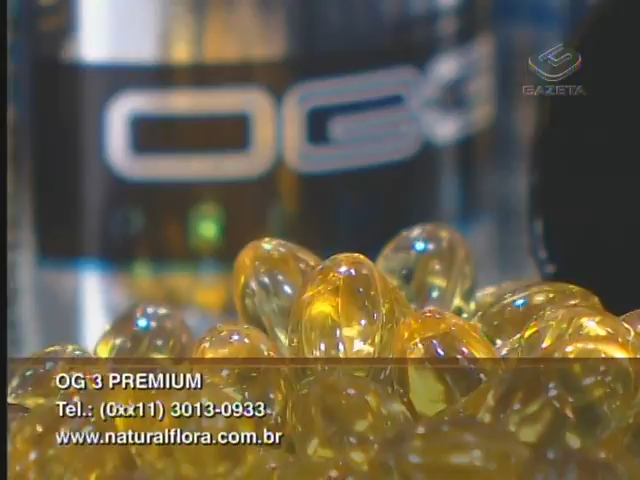 OG3
GAZETA
OG 3 PREMIUM
Tel.: (0xx11) 3013-0933
www.naturalflora.com.br